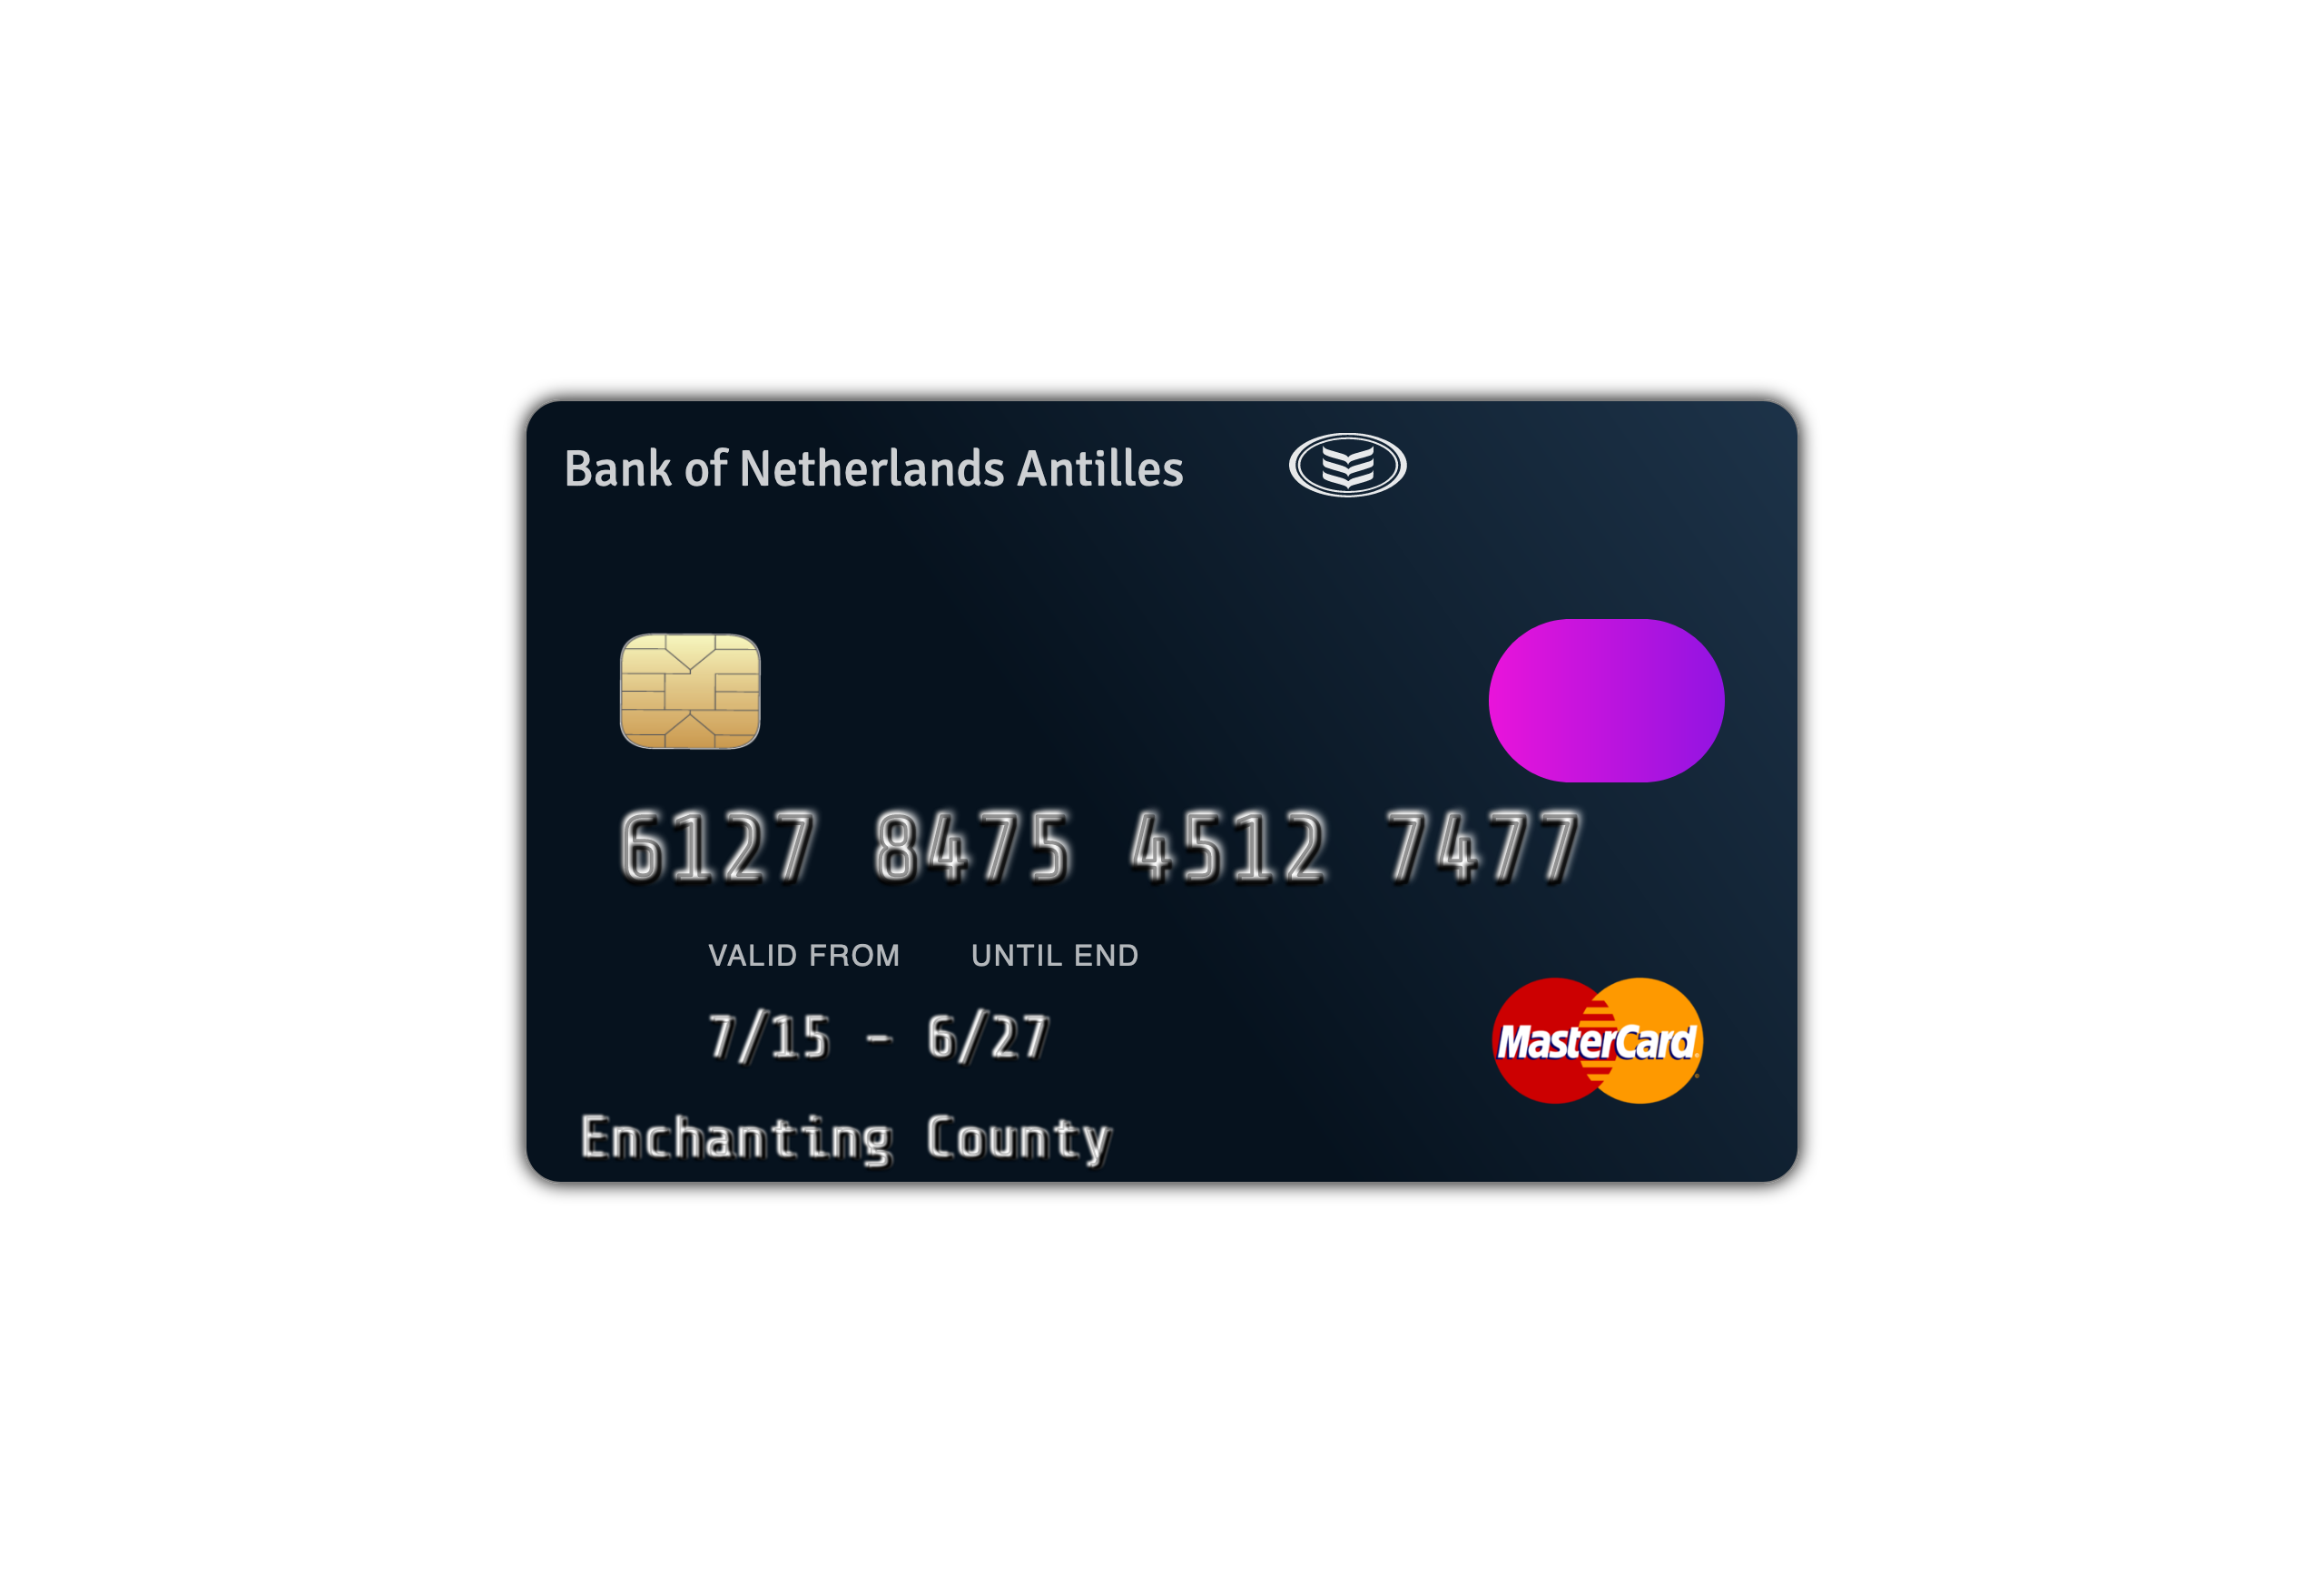 Bank of Netherlands Antilles
6127 8475 4512 7477
VALID FROM UNTIL END
7/15 - 6/27
MasterCard
Enchanting County